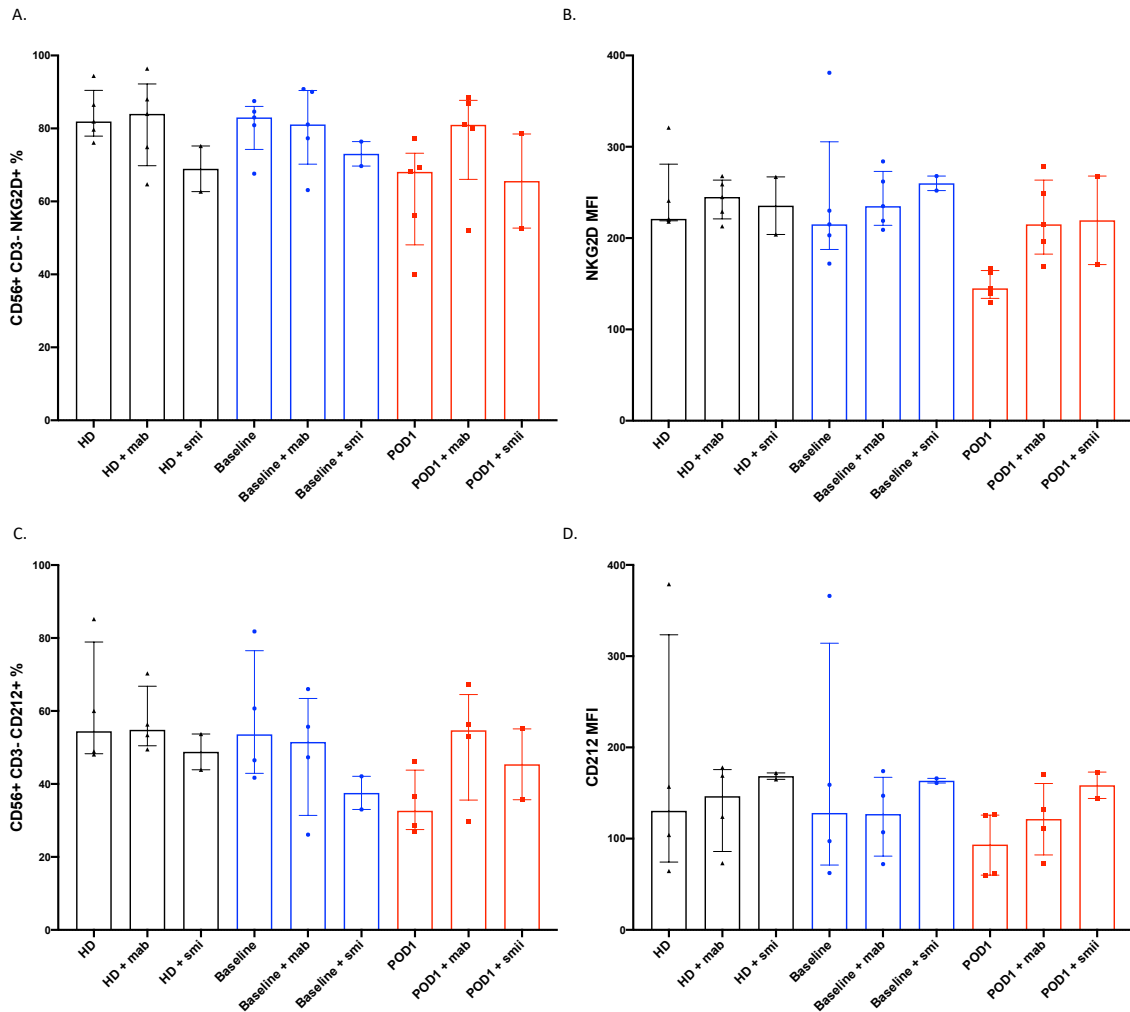 A.
B.
100
80
60
40
20
0
CD56+ CD3- NKG2D+ %
HD
HD + mab
HD + smi
Baseline
Baseline + mab
Baseline + smi
POD1
POD1 + mab
POD1 + smii
400
300
200
100
0
NKG2D MFI
HD
HD + mab
HD + smi
Baseline
Baseline + mab
Baseline + smi
POD1
POD1 + mab
POD1 + smii
C.
D.
100
80
60
40
20
0
CD56+ CD3- CD212+ %
HD
HD + mab
HD + smi
Baseline
Baseline + mab
Baseline + smi
POD1
POD1 + mab
POD1 + smii
400
300
200
100
0
CD212 MFI
HD
HD + mab
HD + smi
Baseline
Baseline + mab
Baseline + smi
POD1
POD1 + mab
POD1 + smii